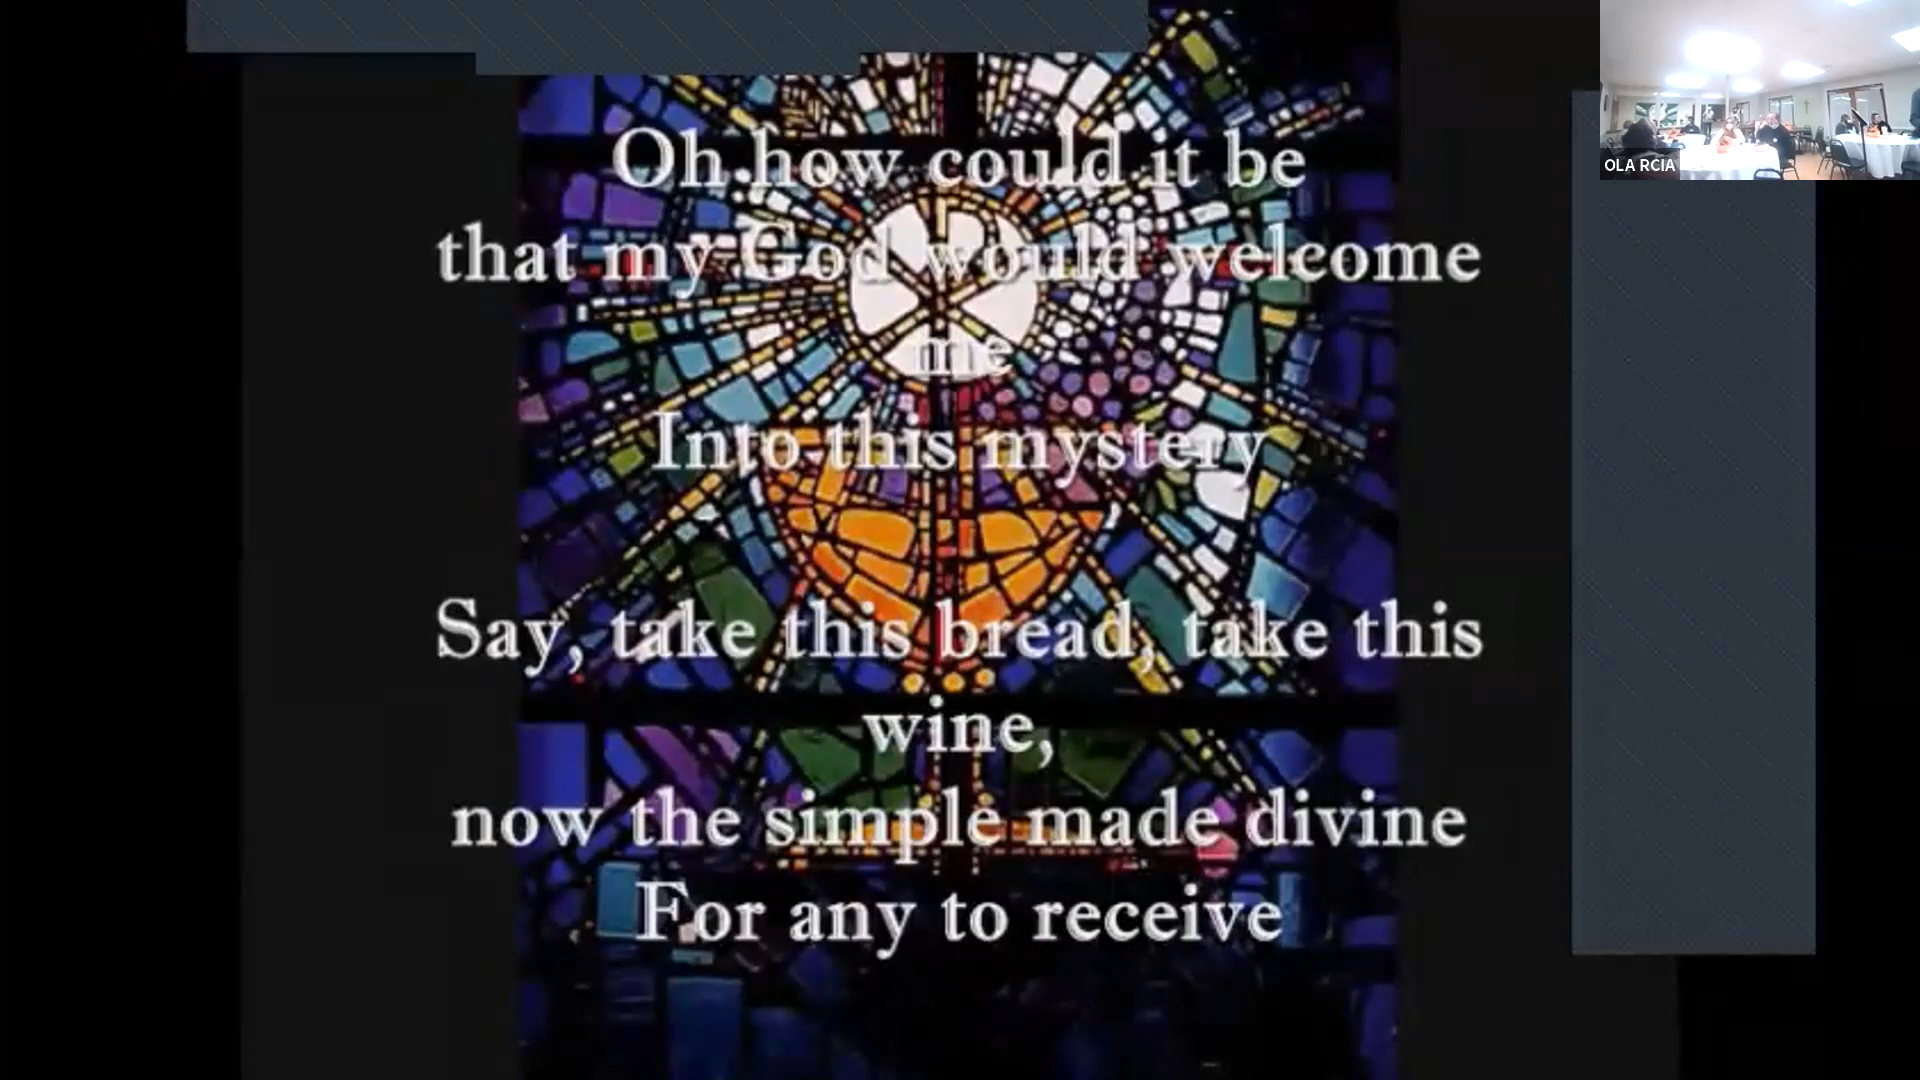 OLA RCIA
Oh how could it be
that my God would welcome
me
Into this mystery
Say, take this bread, take this
wine,
now the simple made divine
For any to receive